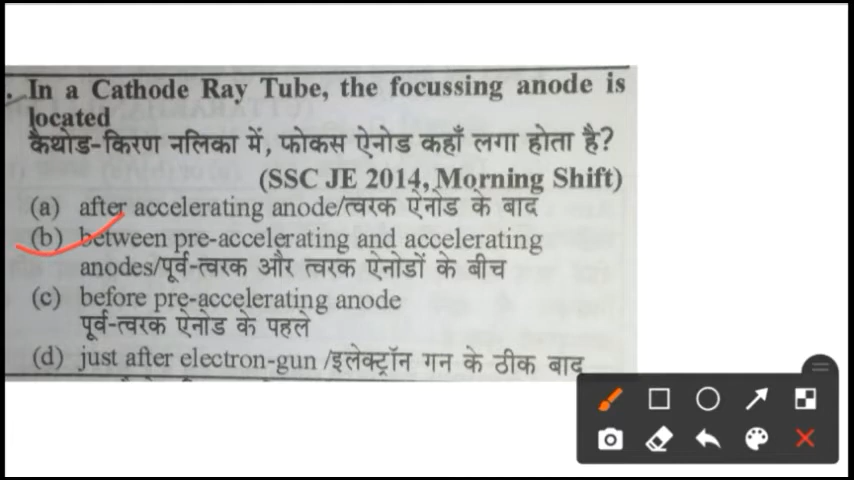 . In a Cathode Ray Tube, the focussing anode is
located
कैथोड-किरण नलिका में, फोकस ऐनोड कहाँ लगा होता है?
(SSC JE 2014, Morning Shift)
(a) after accelerating anode/त्वरक ऐनोड के बाद
(b) between pre-accelerating and accelerating
anodes/पूर्व-त्वरक और त्वरक ऐनोडों के बीच
(c) before pre-accelerating anode
पूर्व-त्वरक ऐनोड के पहले
(d) just after electron-gun /इलेक्ट्रॉन गन के ठीक बाद